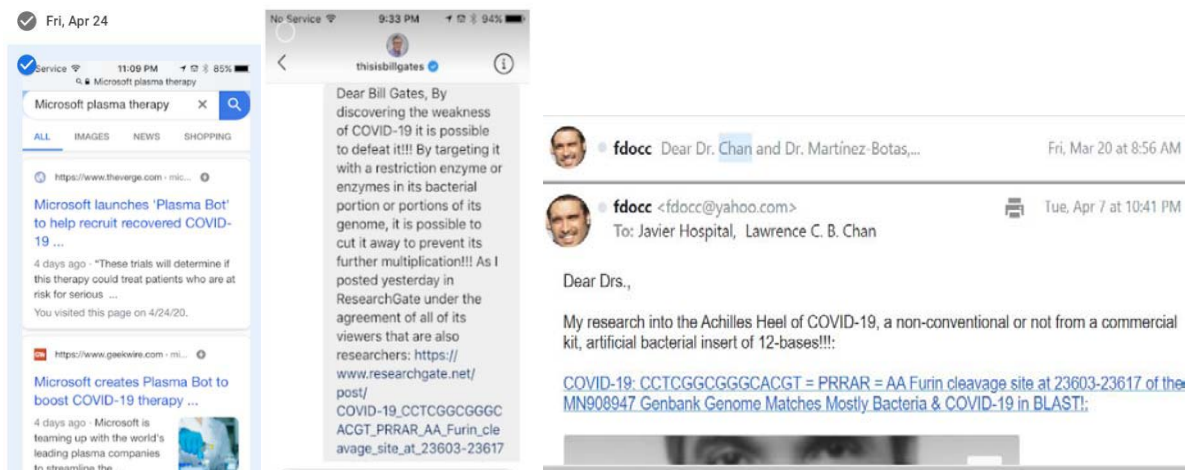 Fri, Apr 24
Service 11:09 PM 85%
Microsoft plasma therapy
Microsoft plasma therapy
ALL IMAGES NEWS SHOPPING
https://www.theverge.com › mic...
Microsoft launches 'Plasma Bot'
to help recruit recovered COVID-
19 ...
4 days ago · "These trials will determine if
this therapy could treat patients who are at
risk for serious ...
You visited this page on 4/24/20.
https://www.geekwire.com › mi...
Microsoft creates Plasma Bot to
boost COVID-19 therapy ...
4 days ago · Microsoft is
teaming up with the world's
leading plasma companies
to streamline the
No Service 9:33 PM 94%
thisisbillgates
Dear Bill Gates, By
discovering the weakness
of COVID-19 it is possible
to defeat it!!! By targeting it
with a restriction enzyme or
enzymes in its bacterial
portion or portions of its
genome, it is possible to
cut it away to prevent its
further multiplication!!! As I
posted yesterday in
ResearchGate under the
agreement of all of its
viewers that are also
researchers: https://
www.researchgate.net/
post/
COVID-19_CCTCGGCGGGC
ACGT_PRRAR_AA_Furin_cle
avage_site_at_23603-23617
fdocc Dear Dr. Chan and Dr. Martínez-Botas,... Fri, Mar 20 at 8:56 AM
fdocc <fdocc@yahoo.com> Tue, Apr 7 at 10:41 PM
To: Javier Hospital, Lawrence C. B. Chan
Dear Drs.,
My research into the Achilles Heel of COVID-19, a non-conventional or not from a commercial
kit, artificial bacterial insert of 12-bases!!!:
COVID-19: CCTCGGCGGGCACGT = PRRAR = AA Furin cleavage site at 23603-23617 of the
MN908947 Genbank Genome Matches Mostly Bacteria & COVID-19 in BLAST!: